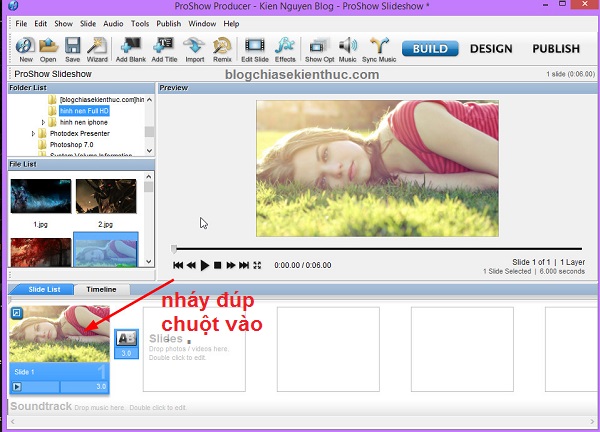 ProShow Producer - Kien Nguyen Blog - ProShow Slideshow *
File Edit Slide Show Audio Tools Publish Window Help
New Open Save Wizard Add Blank Add Title Import Remix Edit Slide Effects Show Opt Music Sync Music BUILD DESIGN PUBLISH
blogchiasekienthuc.com
ProShow Slideshow 1 slide (0:06.00)
Folder List
[blogchiasekienthuc.com]hin
hinh nen Full HD
hinh nen iphone
Photodex Presenter
Photoshop 7.0
System Volume Information
File List
1.jpg 2.jpg
Preview
0:00.00 / 0:06.00
Slide 1 of 1 | 1 Layer
1 Slide Selected | 6.000 seconds
Slide List Timeline
nháy đúp
chuột vào
AB
3.0
Slides
Drop photos / videos here.
Double click to edit.
Slide 1 1
3.0
Soundtrack Drop music here. Double click to edit.